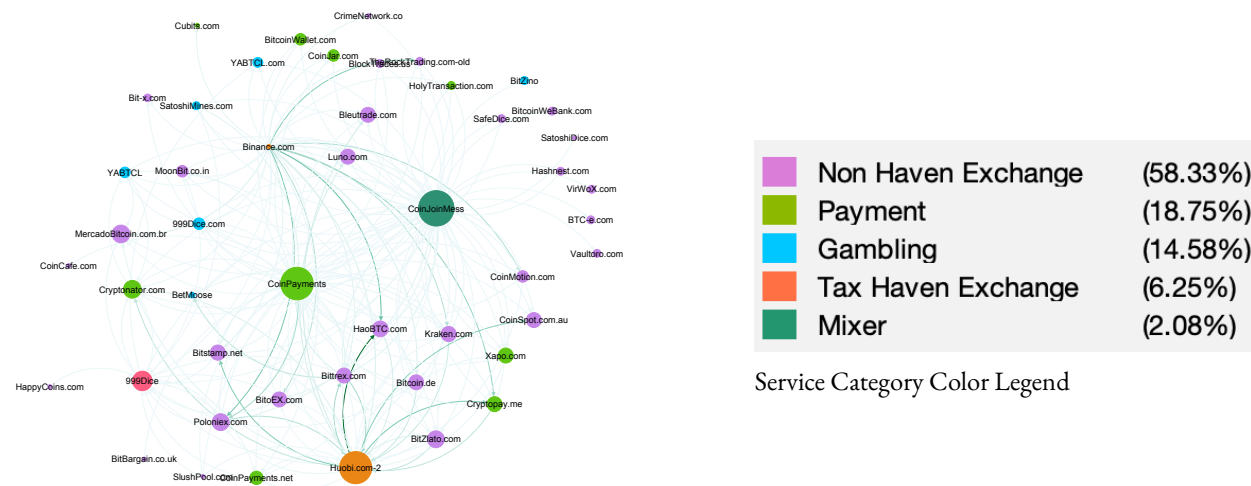 CrimeNetwork.co
Cubits.com
BitcoinWallet.com
CoinJar.com
YABTCL.com
BlockTrades.us
TheRockTrading.com-old
HolyTransaction.com
BitZino
Bit-x.com
SatoshiMines.com
Bleutrade.com
SafeDice.com
BitcoinWeBank.com
SatoshiDice.com
Binance.com
Luno.com
YABTCL
MoonBit.co.in
Hashnest.com
VirWoX.com
CoinJoinMess
BTC-e.com
999Dice.com
MercadoBitcoin.com.br
Vaultoro.com
CoinCafe.com
CoinMotion.com
Cryptonator.com
BetMoose
CoinPayments
CoinSpot.com.au
HaoBTC.com
Kraken.com
Bitstamp.net
Xapo.com
HappyCoins.com
999Dice
Bittrex.com
Bitcoin.de
BitoEX.com
Cryptopay.me
Poloniex.com
BitZlato.com
BitBargain.co.uk
Huobi.com-2
SlushPool.com
CoinPayments.net
Non Haven Exchange (58.33%)
Payment (18.75%)
Gambling (14.58%)
Tax Haven Exchange (6.25%)
Mixer (2.08%)
Service Category Color Legend